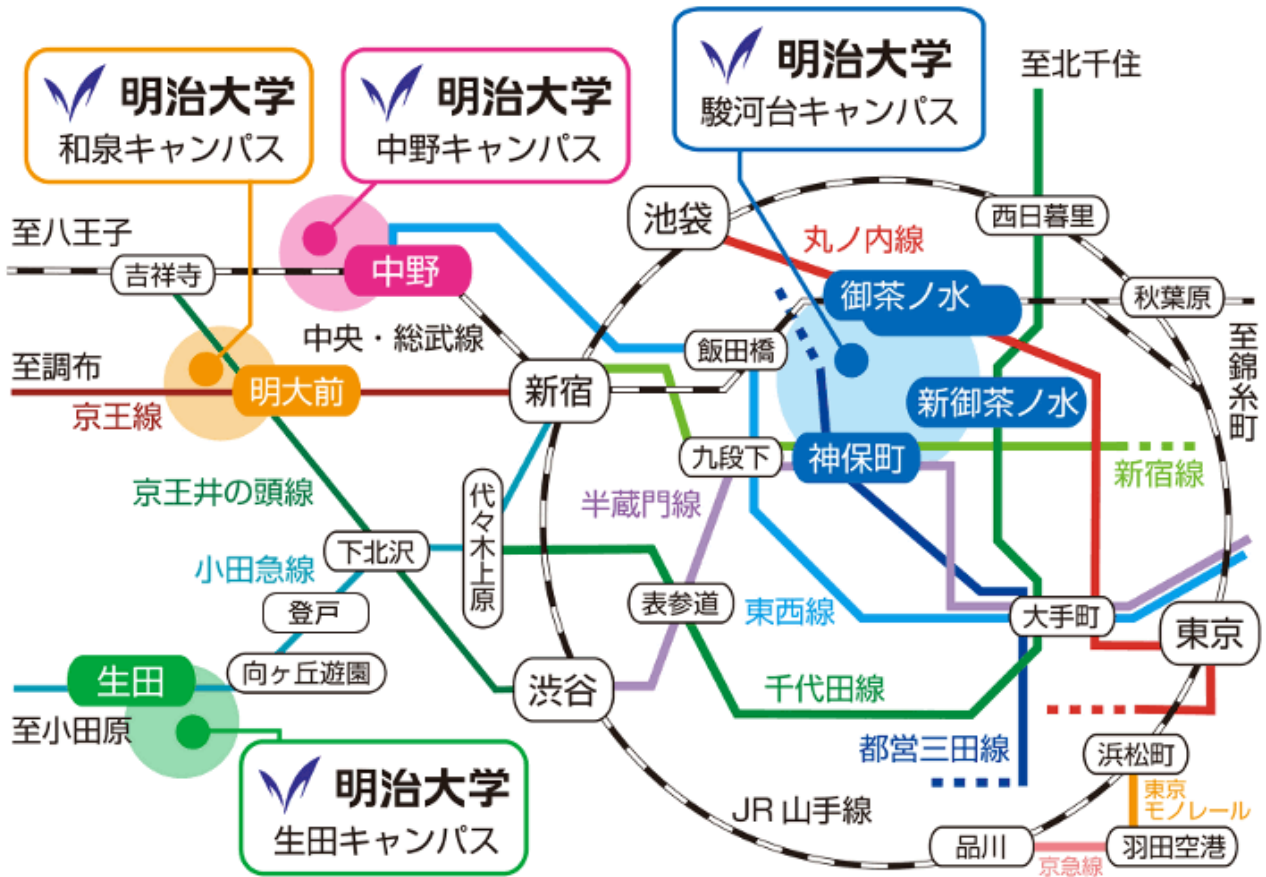 明治大学
和泉キャンパス
明治大学
中野キャンパス
明治大学
駿河台キャンパス
至北千住
至八王子
吉祥寺
中野
池袋
西日暮里
丸ノ内線
御茶ノ水
秋葉原
中央・総武線
飯田橋
至錦糸町
至調布
京王線
明大前
新宿
新御茶ノ水
九段下
神保町
新宿線
京王井の頭線
代々木上原
半蔵門線
下北沢
小田急線
登戸
表参道
東西線
大手町
東京
生田
向ヶ丘遊園
渋谷
千代田線
至小田原
都営三田線
浜松町
明治大学
生田キャンパス
JR 山手線
東京
モノレール
品川
京急線
羽田空港